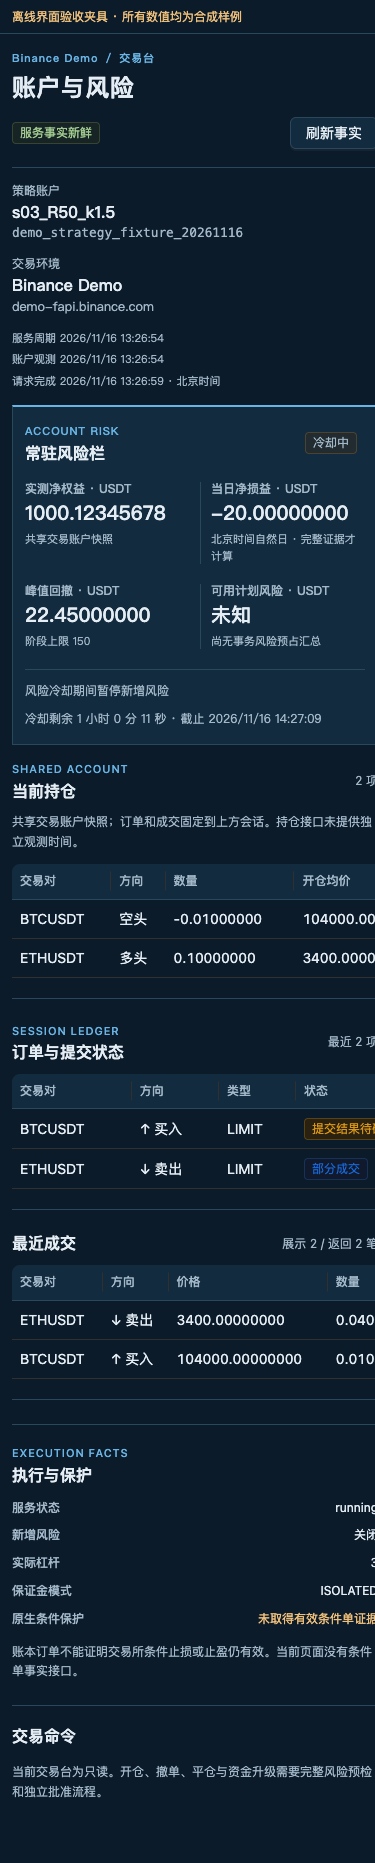 离线界面验收夹具 · 所有数值均为合成样例
Binance Demo / 交易台
账户与风险
服务事实新鲜
刷新事实
策略账户
s03_R50_k1.5
demo_strategy_fixture_20261116
交易环境
Binance Demo
demo-fapi.binance.com
服务周期 2026/11/16 13:26:54
账户观测 2026/11/16 13:26:54
请求完成 2026/11/16 13:26:59 · 北京时间
ACCOUNT RISK
常驻风险栏
冷却中
实测净权益 · USDT
1000.12345678
共享交易账户快照
当日净损益 · USDT
−20.00000000
北京时间自然日 · 完整证据才
计算
峰值回撤 · USDT
22.45000000
阶段上限 150
可用计划风险 · USDT
未知
尚无事务风险预占汇总
风险冷却期间暂停新增风险
冷却剩余 1 小时 0 分 11 秒 · 截止 2026/11/16 14:27:09
SHARED ACCOUNT
当前持仓
2 项
共享交易账户快照；订单和成交固定到上方会话。持仓接口未提供独
立观测时间。
交易对 方向 数量 开仓均价
BTCUSDT 空头 -0.01000000 104000.00
ETHUSDT 多头 0.10000000 3400.0000
SESSION LEDGER
订单与提交状态
最近 2 项
交易对 方向 类型 状态
BTCUSDT ↑ 买入 LIMIT 提交结果待
ETHUSDT ↓ 卖出 LIMIT 部分成交
最近成交
展示 2 / 返回 2 笔
交易对 方向 价格 数量
ETHUSDT ↓ 卖出 3400.00000000 0.040
BTCUSDT ↑ 买入 104000.00000000 0.010
EXECUTION FACTS
执行与保护
服务状态 running
新增风险 关闭
实际杠杆 3
保证金模式 ISOLATED
原生条件保护 未取得有效条件单证据
账本订单不能证明交易所条件止损或止盈仍有效。当前页面没有条件
单事实接口。
交易命令
当前交易台为只读。开仓、撤单、平仓与资金升级需要完整风险预检
和独立批准流程。